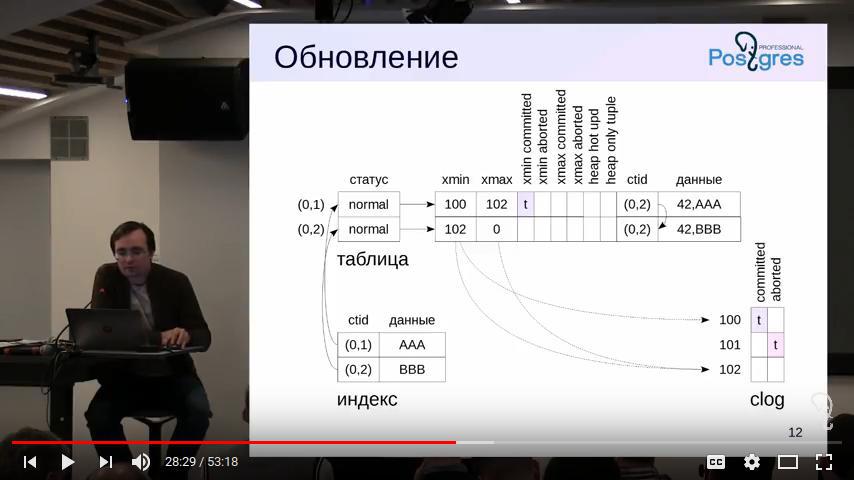 Обновление
PROFESSIONAL
Postgres
xmin committed
xmin aborted
xmax committed
xmax aborted
heap hot upd
heap only tuple
статус xmin xmax ctid данные
(0,1) normal 100 102 t (0,2) 42,AAA
(0,2) normal 102 0 (0,2) 42,BBB
таблица
committed
aborted
ctid данные
(0,1) AAA
(0,2) BBB
индекс
100 t
101 t
102
clog
12
28:29 / 53:18
CC